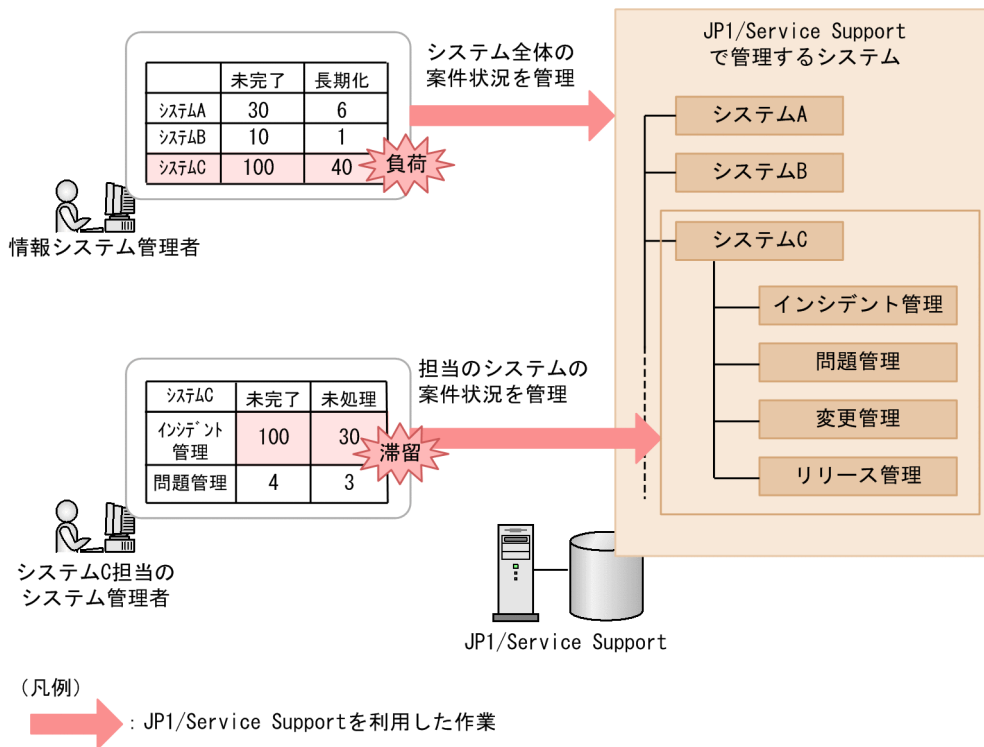 JP1/Service Support
で管理するシステム
システム全体の
案件状況を管理
未完了 長期化
ｼｽﾃﾑA 30 6
ｼｽﾃﾑB 10 1
ｼｽﾃﾑC 100 40
負荷
情報システム管理者
システムA
システムB
システムC
インシデント管理
問題管理
変更管理
リリース管理
担当のシステムの
案件状況を管理
ｼｽﾃﾑC 未完了 未処理
ｲﾝｼﾃﾞﾝﾄ
管理 100 30
滞留
問題管理 4 3
システムC担当の
システム管理者
JP1/Service Support
（凡例）
：JP1/Service Supportを利用した作業